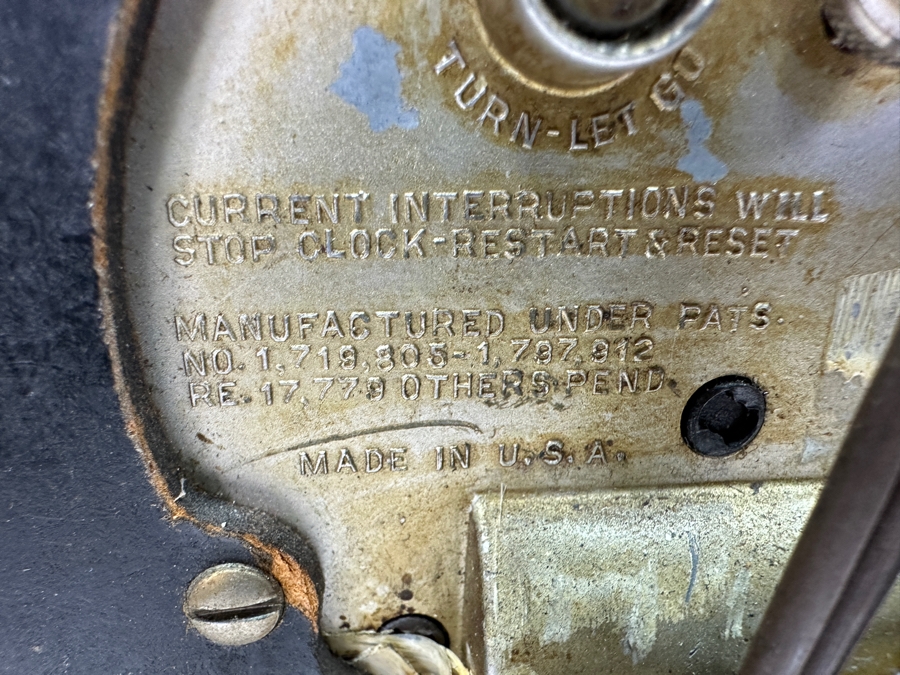 TURN-LET GO
CURRENT INTERRUPTIONS WILL
STOP CLOCK-RESTART & RESET
MANUFACTURED UNDER PATS.
NO. 1,719,805-1,797,912
RE. 17,779 OTHERS PEND.
MADE IN U.S.A.